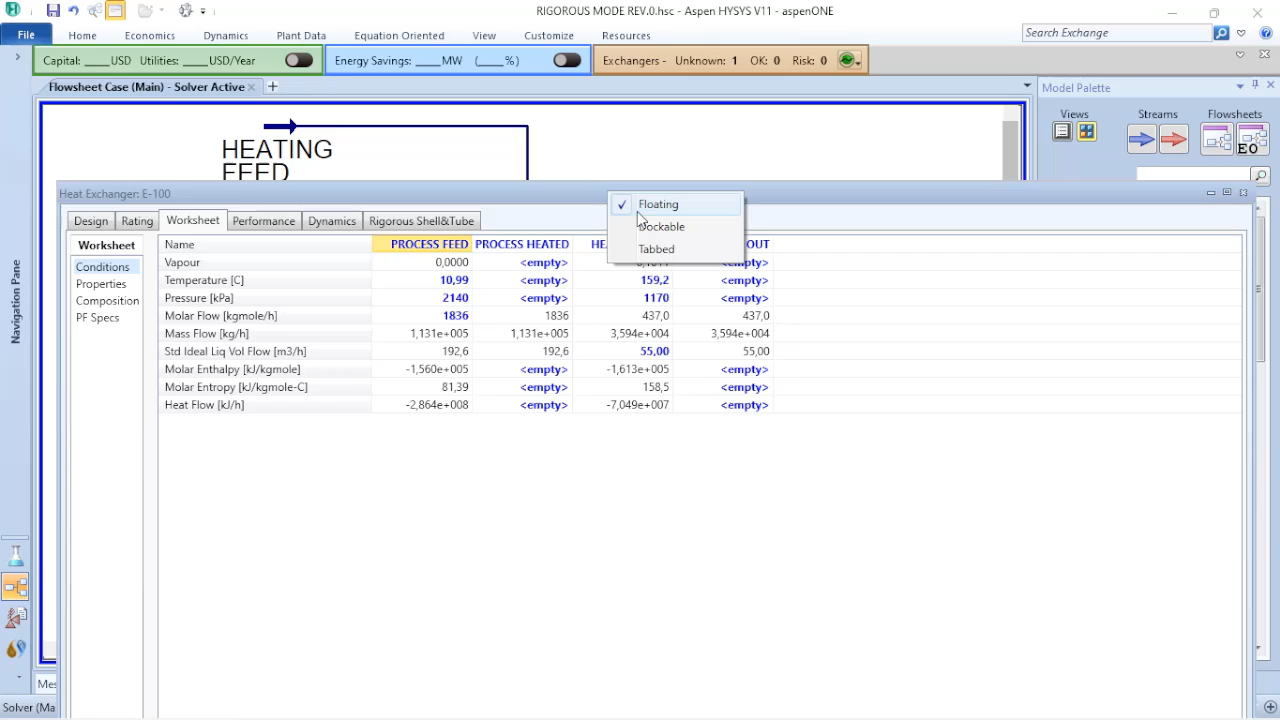 RIGOROUS MODE REV.0.hsc - Aspen HYSYS V11 - aspenONE
File Home Economics Dynamics Plant Data Equation Oriented View Customize Resources Search Exchange
Capital: ____USD Utilities: ____USD/Year Energy Savings: ____MW (____%) Exchangers - Unknown: 1 OK: 0 Risk: 0
Flowsheet Case (Main) - Solver Active
Model Palette
Views Streams Flowsheets
EO
HEATING
FEED
Navigation Pane
Heat Exchanger: E-100
Floating
Dockable
Tabbed
Design Rating Worksheet Performance Dynamics Rigorous Shell&Tube
Worksheet
Conditions
Properties
Composition
PF Specs
Name PROCESS FEED PROCESS HEATED HE OUT
Vapour 0,0000 <empty>
Temperature [C] 10,99 <empty> 159,2 <empty>
Pressure [kPa] 2140 <empty> 1170 <empty>
Molar Flow [kgmole/h] 1836 1836 437,0 437,0
Mass Flow [kg/h] 1,131e+005 1,131e+005 3,594e+004 3,594e+004
Std Ideal Liq Vol Flow [m3/h] 192,6 192,6 55,00 55,00
Molar Enthalpy [kJ/kgmole] -1,560e+005 <empty> -1,613e+005 <empty>
Molar Entropy [kJ/kgmole-C] 81,39 <empty> 158,5 <empty>
Heat Flow [kJ/h] -2,864e+008 <empty> -7,049e+007 <empty>
Mes
Solver (Ma